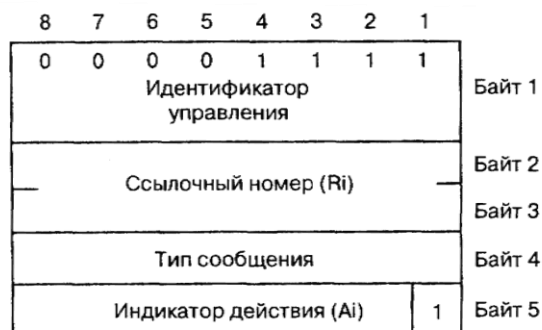 8 7 6 5 4 3 2 1
0 0 0 0 1 1 1 1
Идентификатор
управления
Байт 1
Байт 2
Ссылочный номер (Ri)
Байт 3
Тип сообщения Байт 4
Индикатор действия (Ai) 1 Байт 5